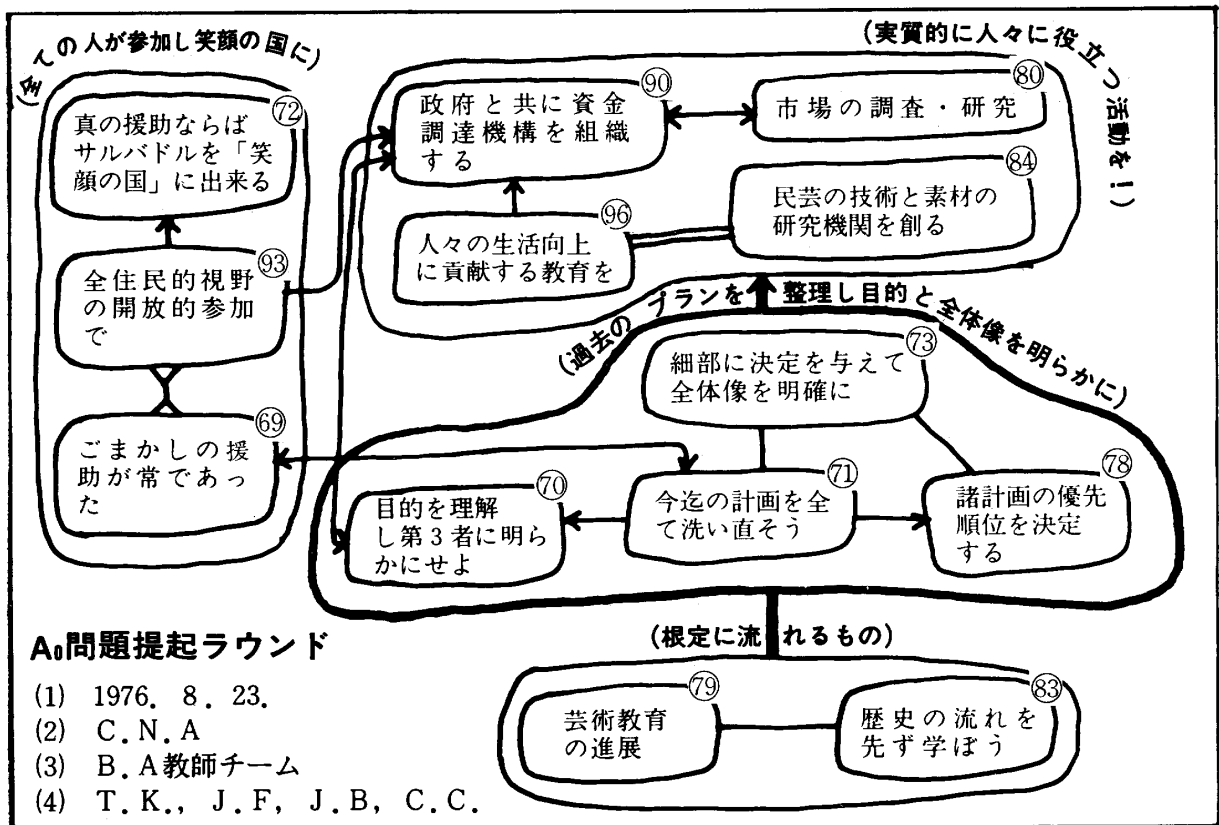 (全ての人が参加し笑顔の国に)
72
真の援助ならば
サルバドルを「笑
顔の国」に出来る
93
全住民的視野
の開放的参加
で
69
ごまかしの援
助が常であっ
た
(実質的に人々に役立つ活動を!)
90
政府と共に資金
調達機構を組織
する
80
市場の調査・研究
84
民芸の技術と素材の
研究機関を創る
96
人々の生活向上
に貢献する教育を
(過去のプランを整理し目的と全体像を明らかに)
73
細部に決定を与えて
全体像を明確に
70
目的を理解
し第3者に明ら
かにせよ
71
今迄の計画を全
て洗い直そう
78
諸計画の優先
順位を決定
する
(根定に流れるもの)
79
芸術教育
の進展
83
歴史の流れを
先ず学ぼう
A0問題提起ラウンド
(1) 1976. 8. 23.
(2) C.N.A
(3) B.A教師チーム
(4) T.K., J.F, J.B, C.C.